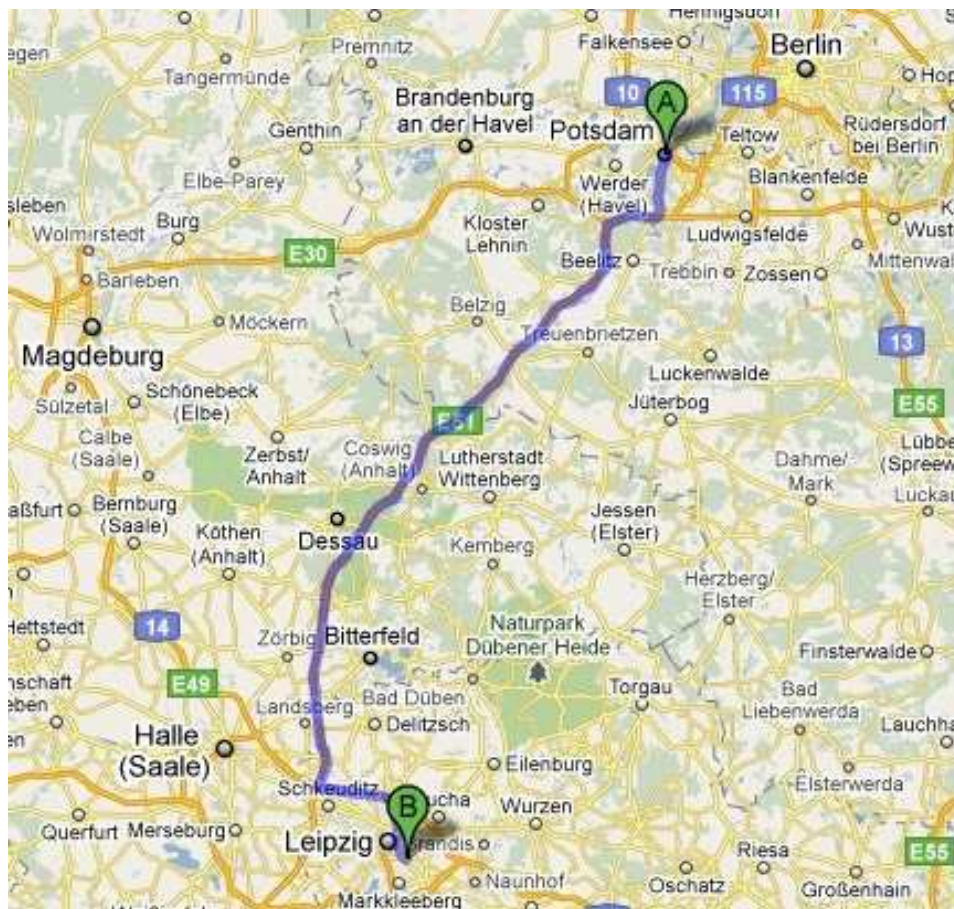 Hennigsdorf
Premnitz
Falkensee
Berlin
Tangermünde
10
A
115
Brandenburg
an der Havel
Potsdam
Genthin
Teltow
Rüdersdorf
bei Berlin
Elbe-Parey
Werder
(Havel)
Blankenfelde
Burg
Kloster
Lehnin
Wolmirstedt
E30
Ludwigsfelde
Barleben
Beelitz
Trebbin
Zossen
Möckern
Belzig
Treuenbrietzen
Magdeburg
13
Luckenwalde
Sülzetal
Schönebeck
(Elbe)
Jüterbog
E55
E51
Calbe
(Saale)
Zerbst/
Anhalt
Coswig
(Anhalt)
Lutherstadt
Wittenberg
Dahme/
Mark
Bernburg
(Saale)
Jessen
(Elster)
Köthen
(Anhalt)
Dessau
Kemberg
Herzberg/
Elster
14
Hettstedt
Zörbig
Bitterfeld
Naturpark
Dübener Heide
Finsterwalde
E49
Bad Düben
Torgau
Landsberg
Delitzsch
Bad
Liebenwerda
Halle
(Saale)
Eilenburg
Elsterwerda
Schkeuditz
B
Wurzen
Querfurt
Merseburg
Leipzig
Riesa
E55
Naunhof
Oschatz
Großenhain
Markkleeberg